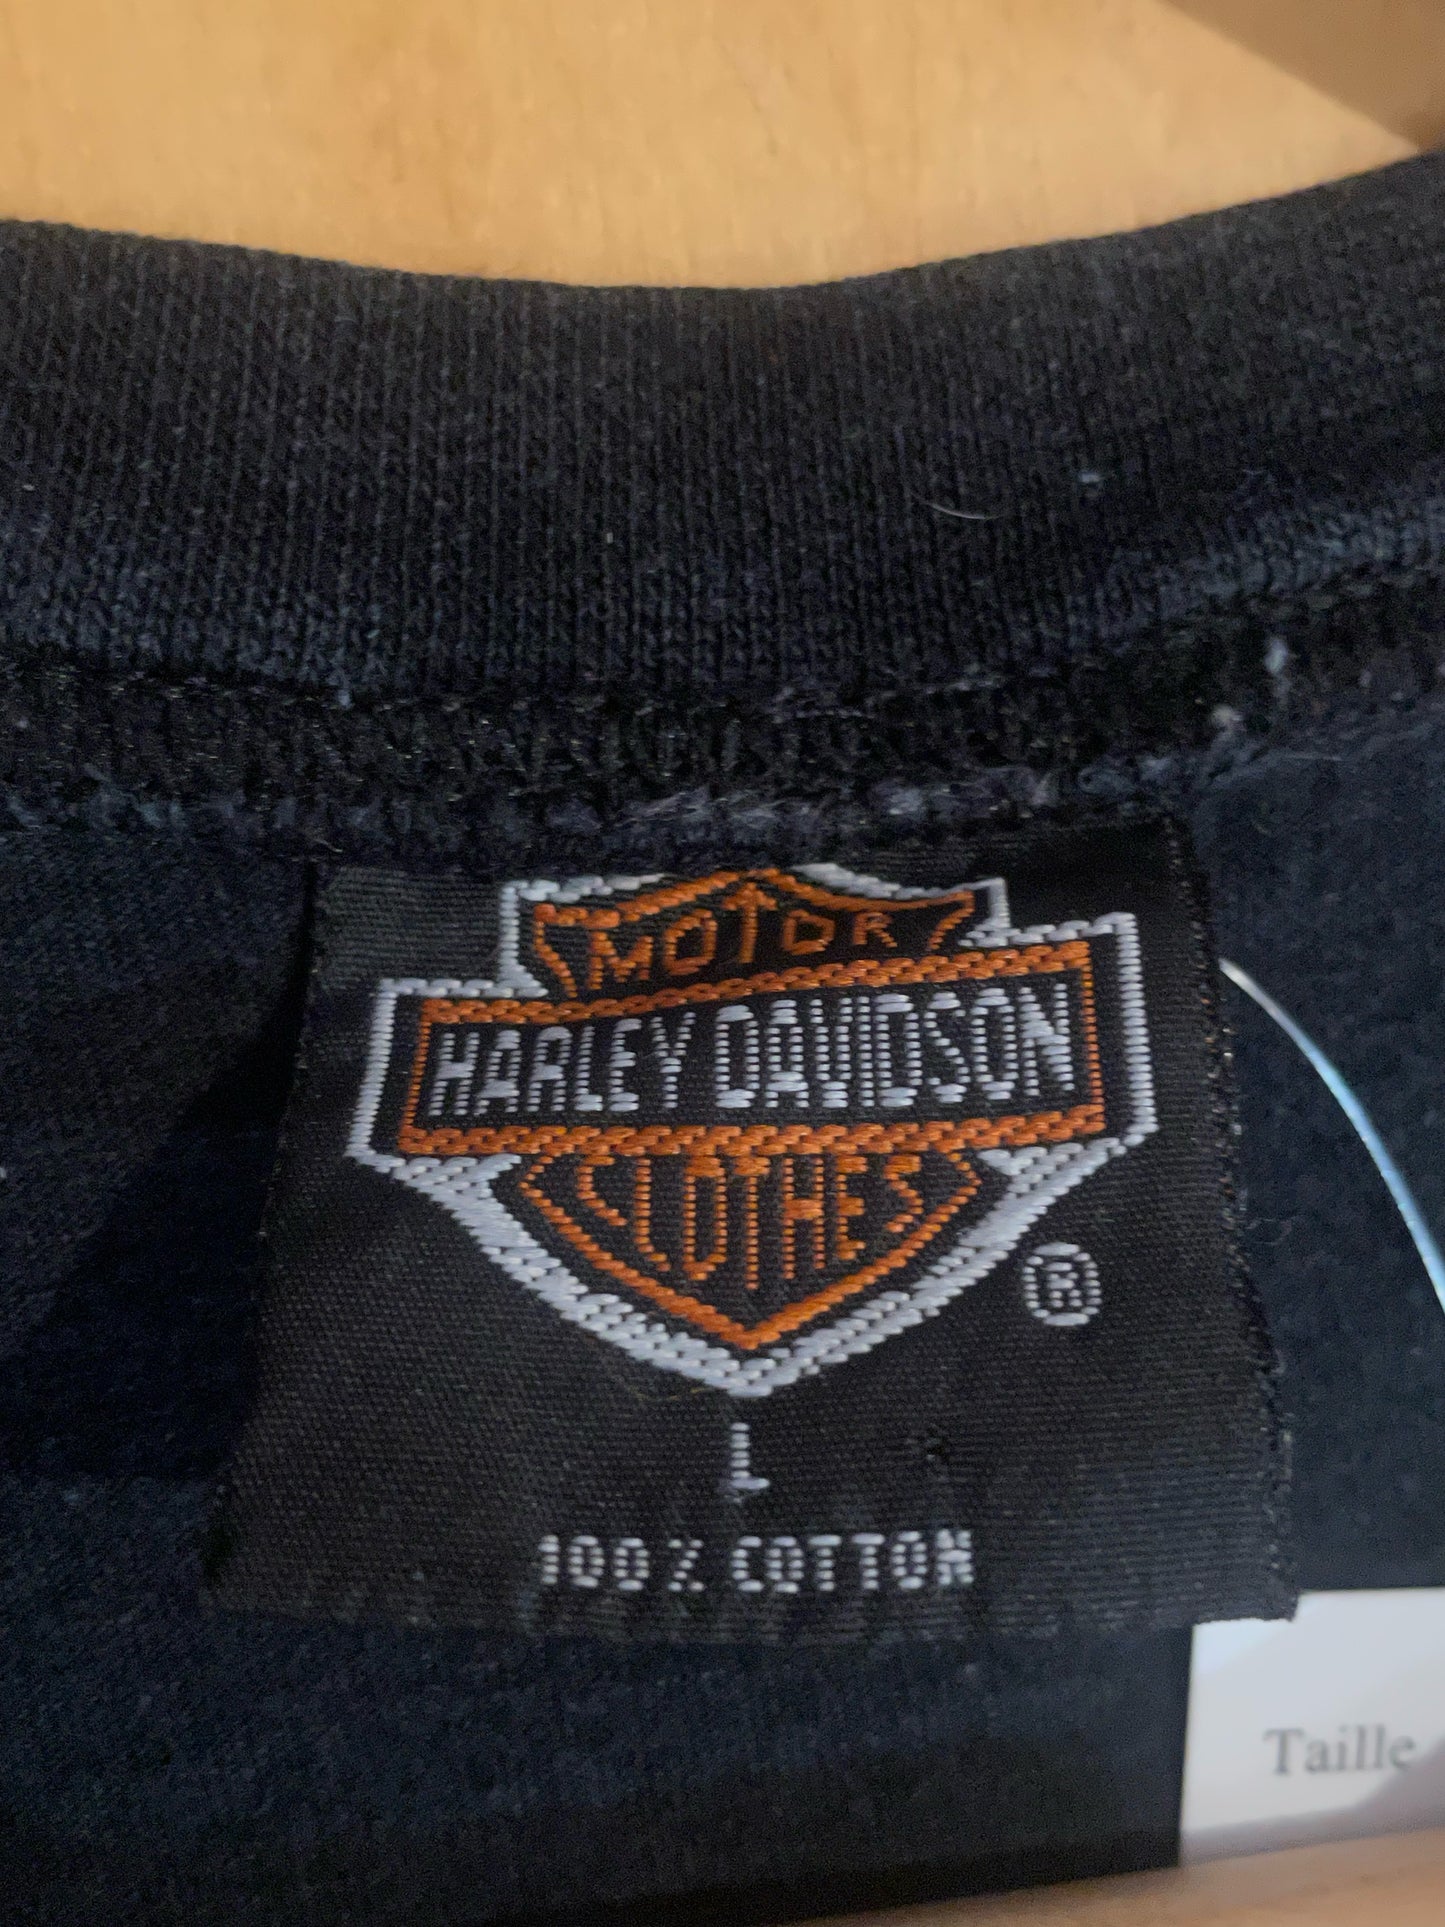 MOTOR
HARLEY DAVIDSON
CLOTHES
®
L
100% COTTON
Taille